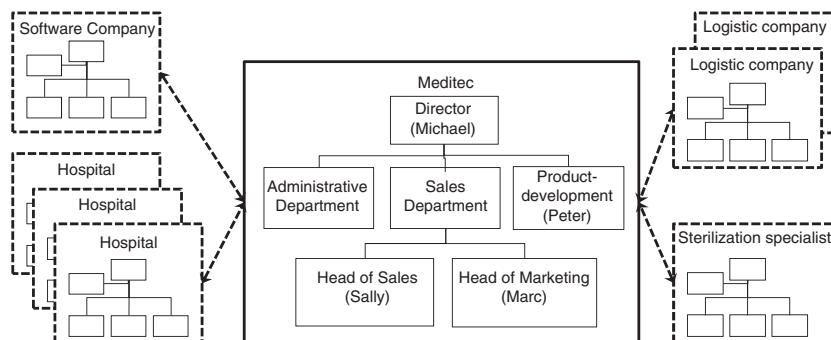 Software Company
Hospital
Hospital
Hospital
Meditec
Director
(Michael)
Administrative
Department
Sales
Department
Product-
development
(Peter)
Head of Sales
(Sally)
Head of Marketing
(Marc)
Logistic company
Logistic company
Sterilization specialist